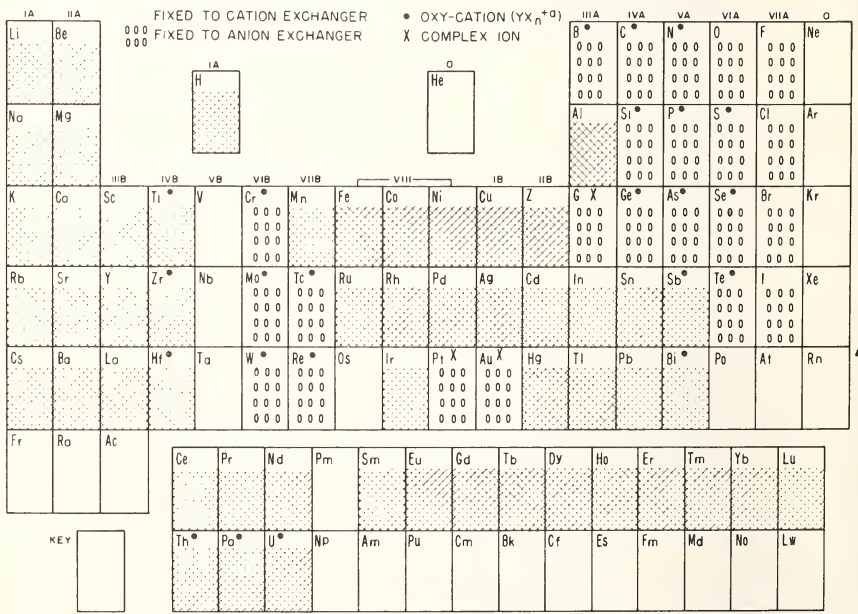 IA IIA FIXED TO CATION EXCHANGER • OXY-CATION (YXn+a) IIIA IVA VA VIA VIIA O
000 000 FIXED TO ANION EXCHANGER X COMPLEX ION
Li Be B• C• N• O F Ne
IA O
H He
Na Mg Al Si• P• S• Cl Ar
IIIB IVB VB VIB VIIB VIII IB IIB
K Ca Sc Ti• V Cr• Mn Fe Co Ni Cu Z G X Ge• As• Se• Br Kr
Rb Sr Y Zr• Nb Mo• Tc• Ru Rh Pd Ag Cd In Sn Sb• Te• I Xe
Cs Ba La Hf• Ta W• Re• Os Ir Pt X Au X Hg Tl Pb Bi• Po At Rn
Fr Ra Ac
Ce Pr Nd Pm Sm Eu Gd Tb Dy Ho Er Tm Yb Lu
KEY
Th• Pa• U• Np Am Pu Cm Bk Cf Es Fm Md No Lw